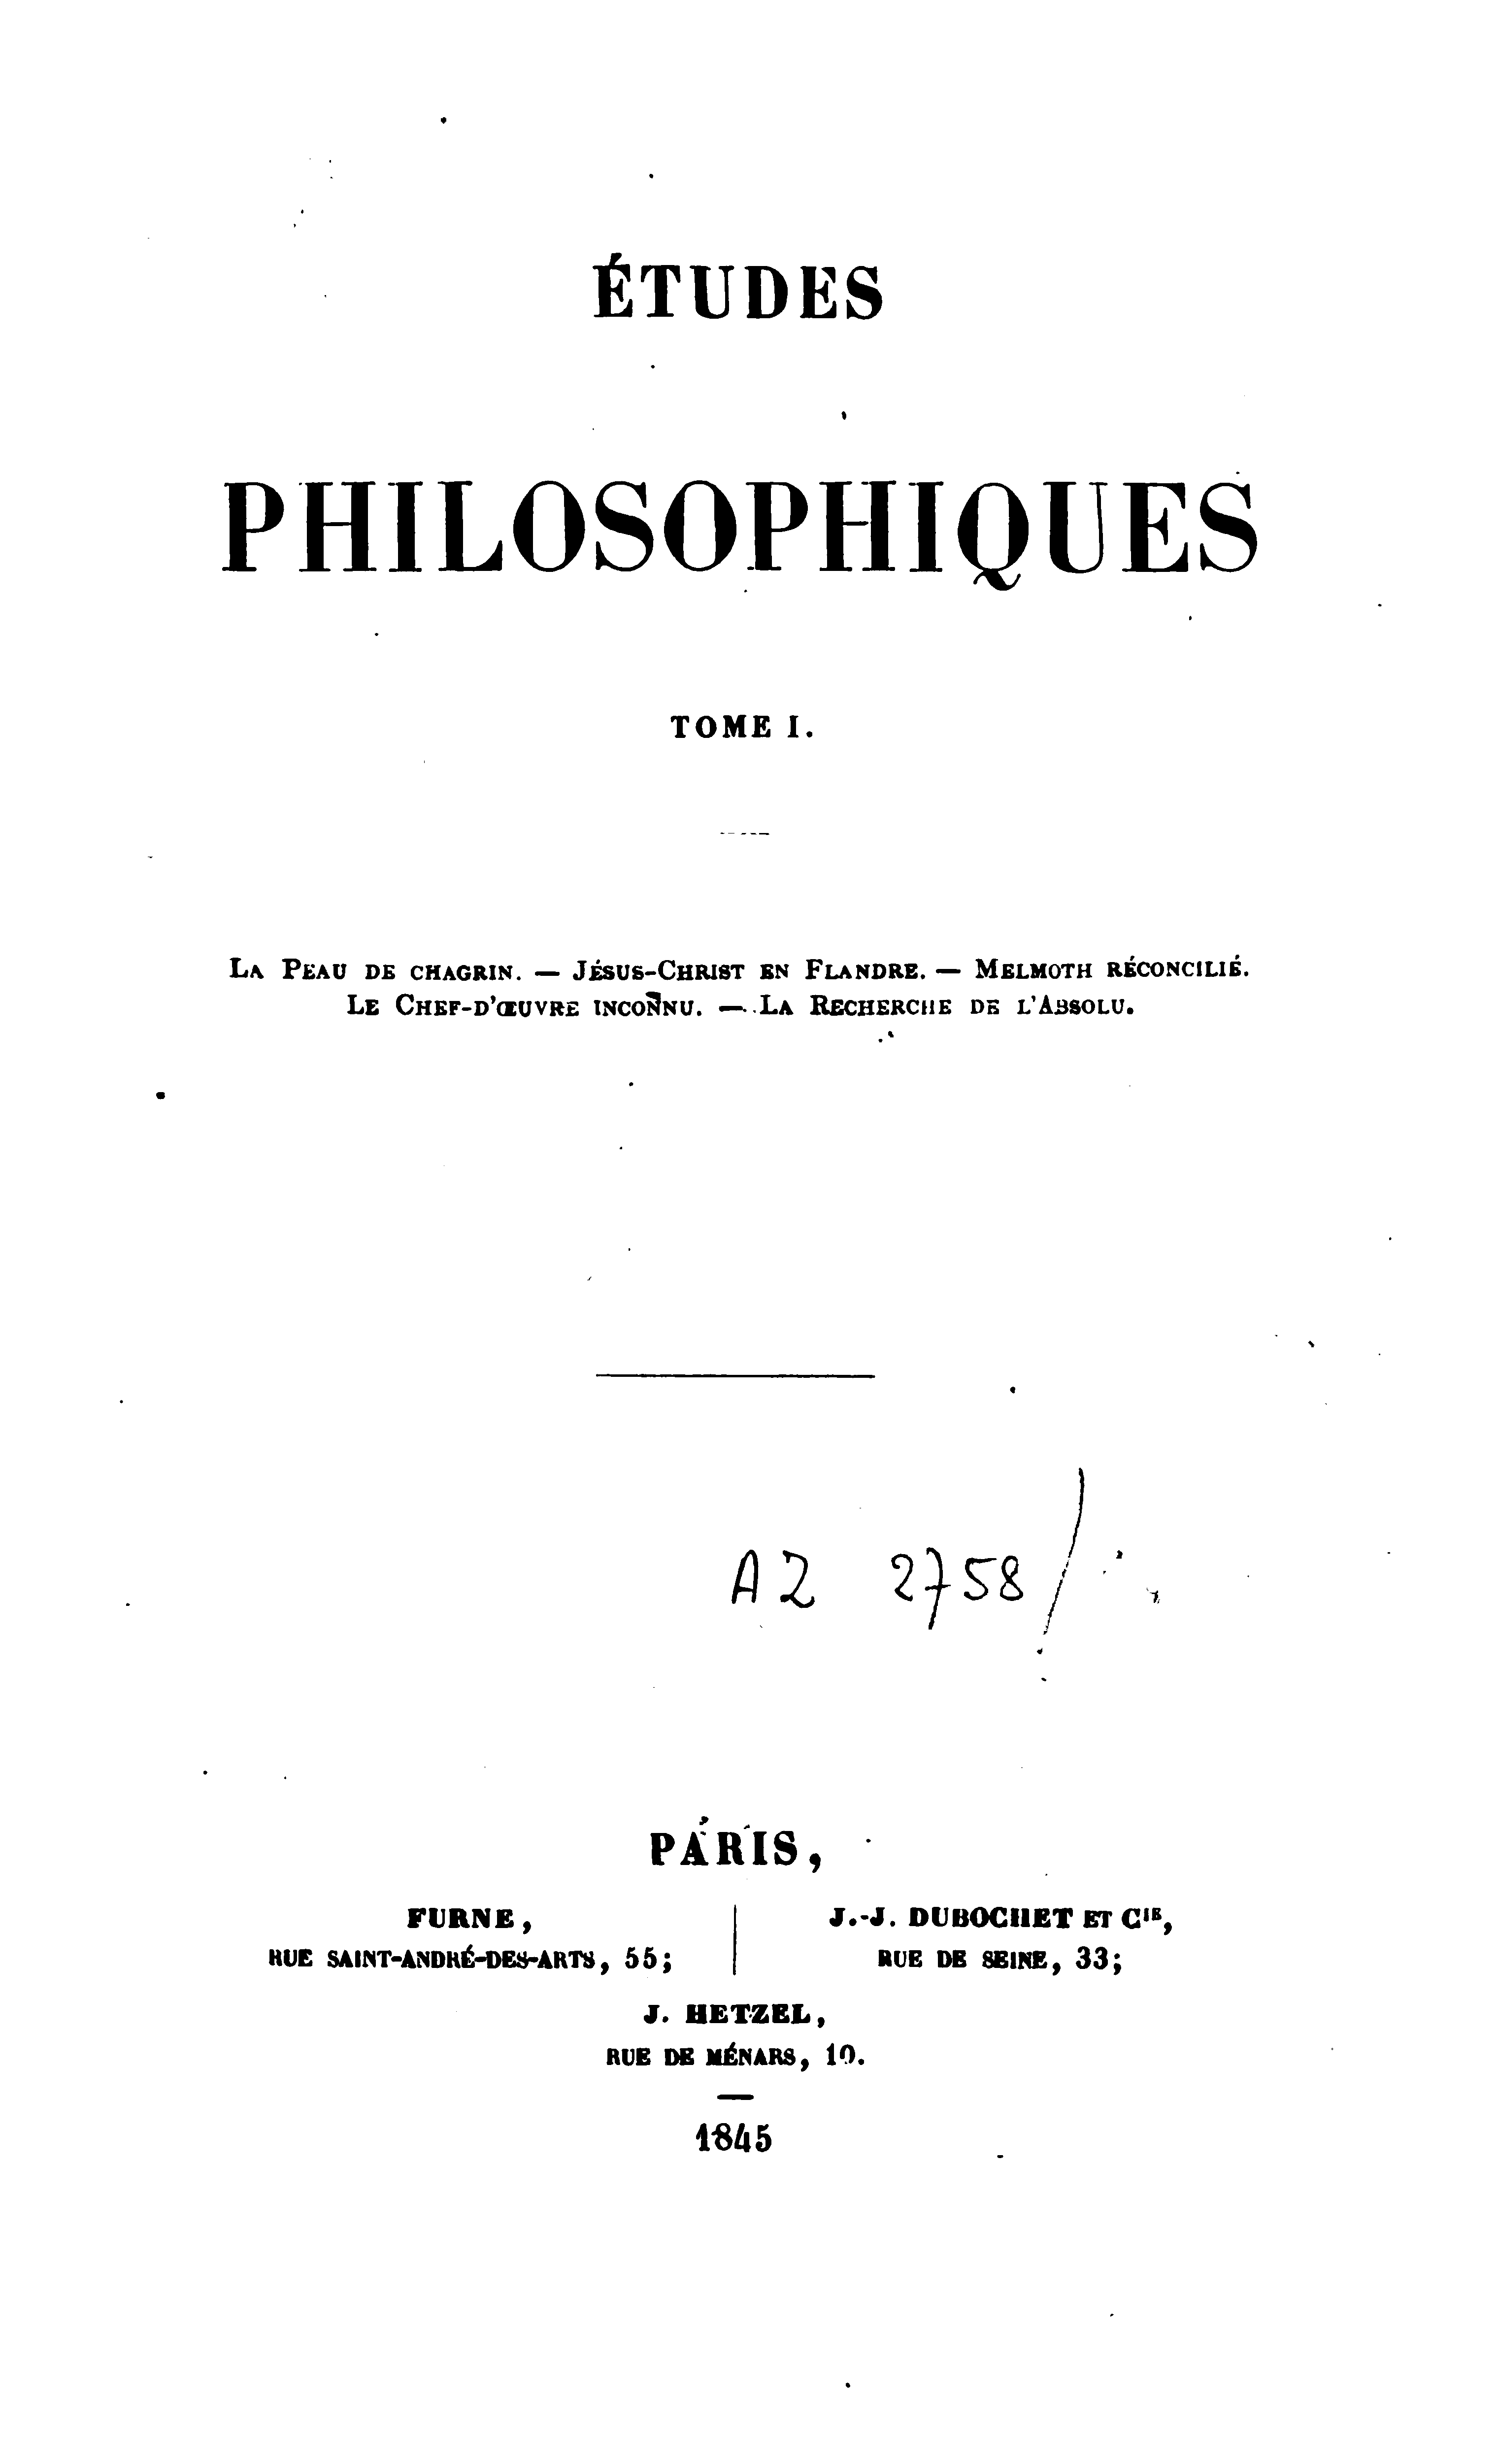 ÉTUDES
PHILOSOPHIQUES
TOME I.
LA PEAU DE CHAGRIN. — JÉSUS-CHRIST EN FLANDRE. — MELMOTH RÉCONCILIÉ.
LE CHEF-D'ŒUVRE INCONNU. — LA RECHERCHE DE L'ABSOLU.
AZ 2758/
PARIS,
FURNE,
RUE SAINT-ANDRÉ-DES-ARTS, 55;
J.-J. DUBOCHET ET CIE,
RUE DE SEINE, 33;
J. HETZEL,
RUE DE MÉNARS, 10.
1845